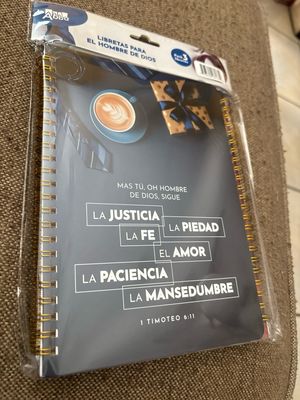 LIBRETAS PARA
EL HOMBRE DE DIOS
MAS TÚ, OH HOMBRE
DE DIOS, SIGUE
LA JUSTICIA
LA PIEDAD
LA FE
EL AMOR
LA PACIENCIA
LA MANSEDUMBRE
1 TIMOTEO 6:11